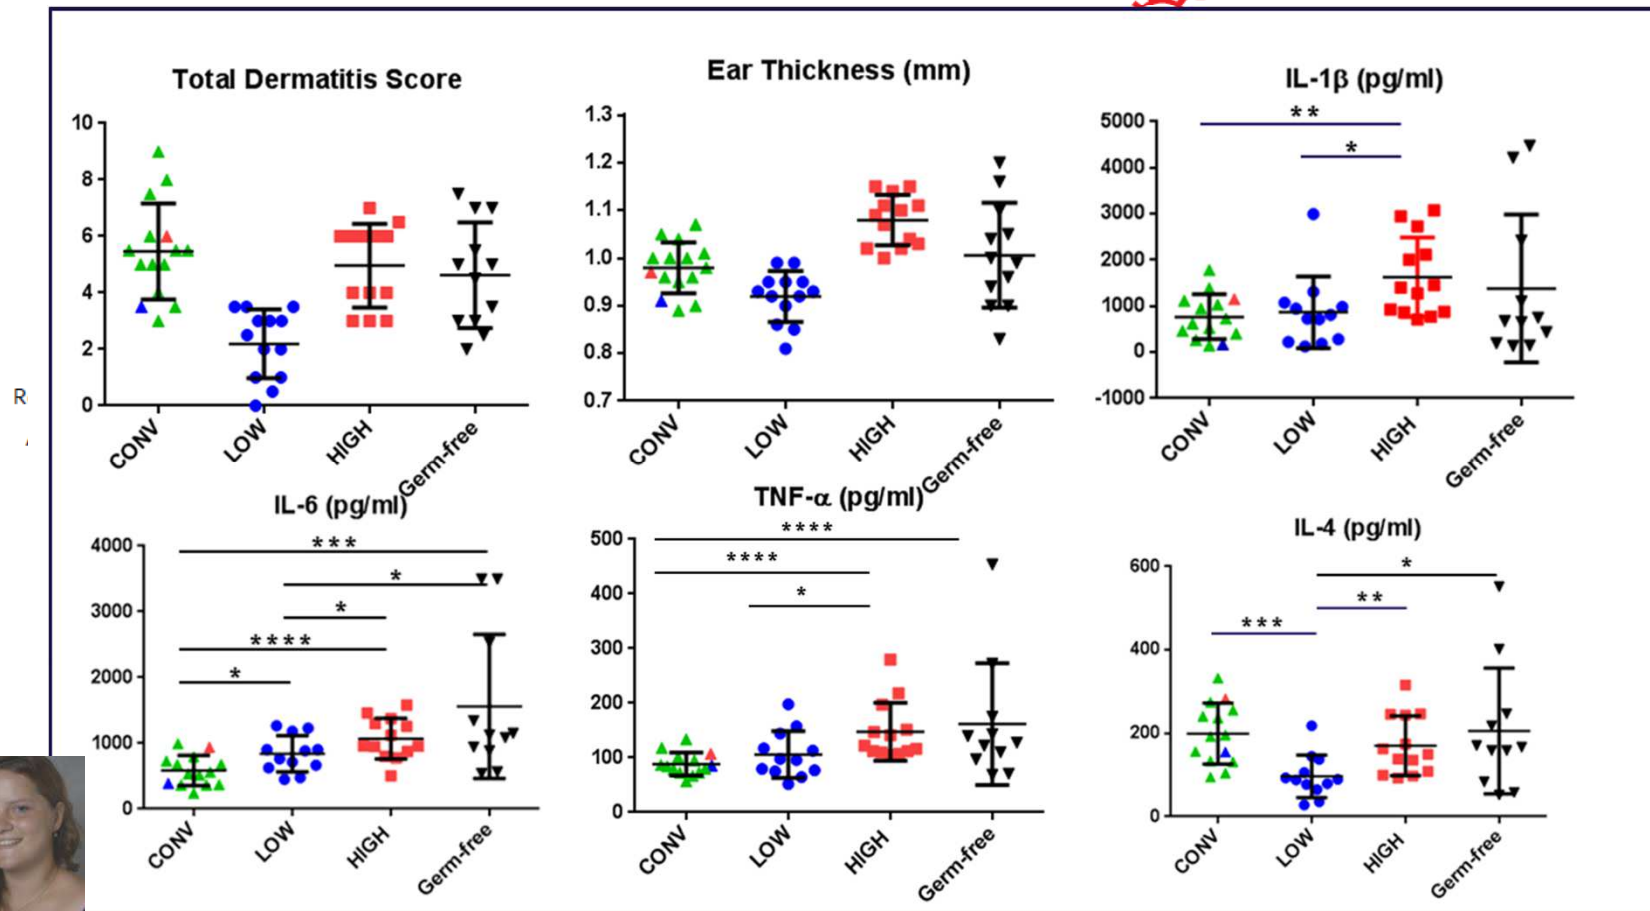 Total Dermatitis Score
10
8
6
4
2
0
CONV
LOW
HIGH
Germ-free
Ear Thickness (mm)
1.3
1.2
1.1
1.0
0.9
0.8
0.7
CONV
LOW
HIGH
Germ-free
IL-1β (pg/ml)
5000
4000
3000
2000
1000
0
-1000
**
*
CONV
LOW
HIGH
Germ-free
R
IL-6 (pg/ml)
4000
3000
2000
1000
0
***
*
*
****
*
CONV
LOW
HIGH
Germ-free
TNF-α (pg/ml)
500
400
300
200
100
0
****
****
*
CONV
LOW
HIGH
Germ-free
IL-4 (pg/ml)
600
400
200
0
*
**
***
CONV
LOW
HIGH
Germ-free